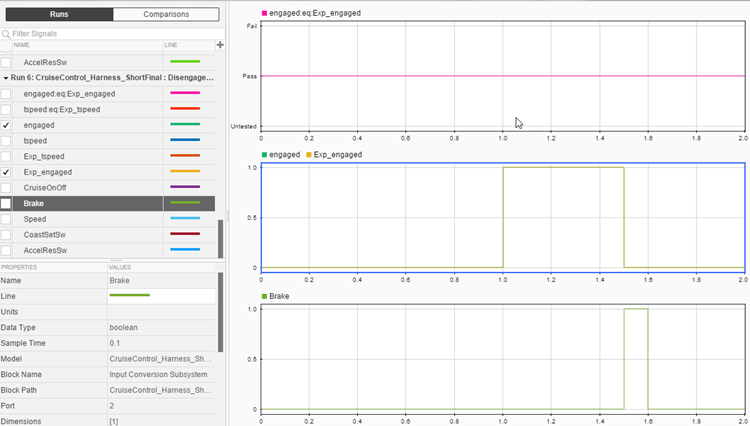 Runs Comparisons
Filter Signals
NAME LINE
AccelResSw
Run 6: CruiseControl_Harness_ShortFinal : Disengage...
engaged:eq:Exp_engaged
tspeed:eq:Exp_tspeed
engaged
tspeed
Exp_tspeed
Exp_engaged
CruiseOnOff
Brake
Speed
CoastSetSw
AccelResSw
PROPERTIES VALUES
Name Brake
Line
Units
Data Type boolean
Sample Time 0.1
Model CruiseControl_Harness_Sh...
Block Name Input Conversion Subsystem
Block Path CruiseControl_Harness_Sh...
Port 2
Dimensions [1]
engaged:eq:Exp_engaged
Fail
Pass
Untested
0 0.2 0.4 0.6 0.8 1.0 1.2 1.4 1.6 1.8 2.0
engaged Exp_engaged
1.0
0.5
0
0 0.2 0.4 0.6 0.8 1.0 1.2 1.4 1.6 1.8 2.0
Brake
1.0
0.5
0
0 0.2 0.4 0.6 0.8 1.0 1.2 1.4 1.6 1.8 2.0